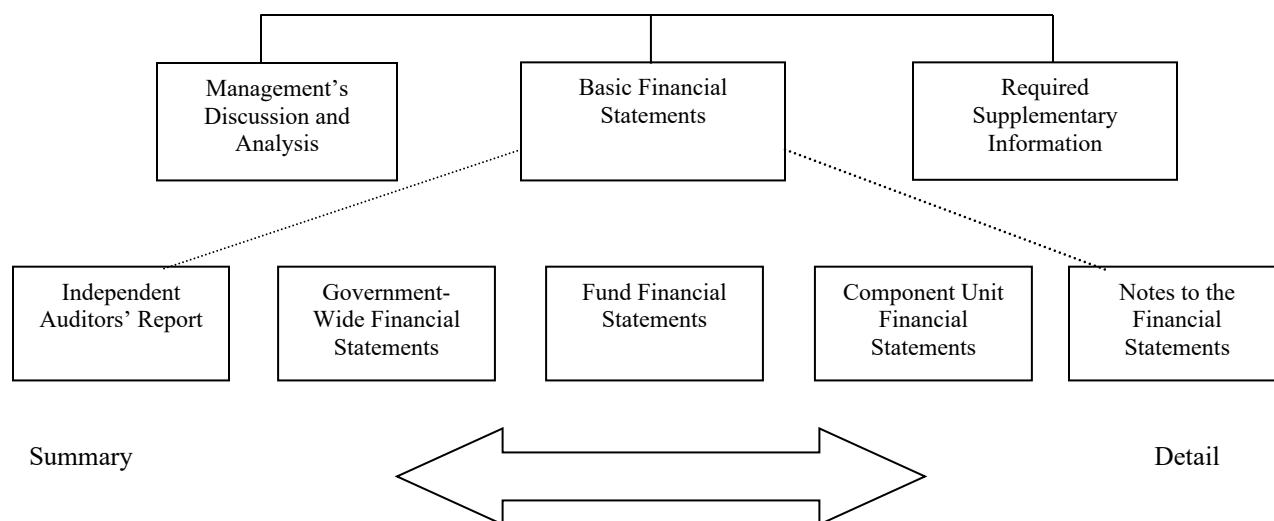 Management’s
Discussion and
Analysis
Basic Financial
Statements
Required
Supplementary
Information
Independent
Auditors’ Report
Government-
Wide Financial
Statements
Fund Financial
Statements
Component Unit
Financial
Statements
Notes to the
Financial
Statements
Summary
Detail